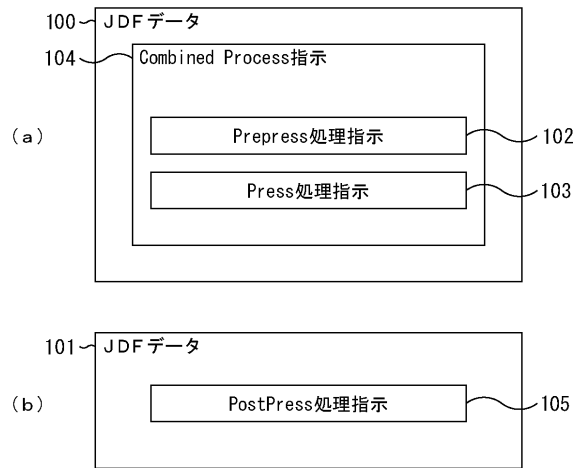 100 JDFデータ
104 Combined Process指示
(a) Prepress処理指示 102
Press処理指示 103
101 JDFデータ
(b) PostPress処理指示 105